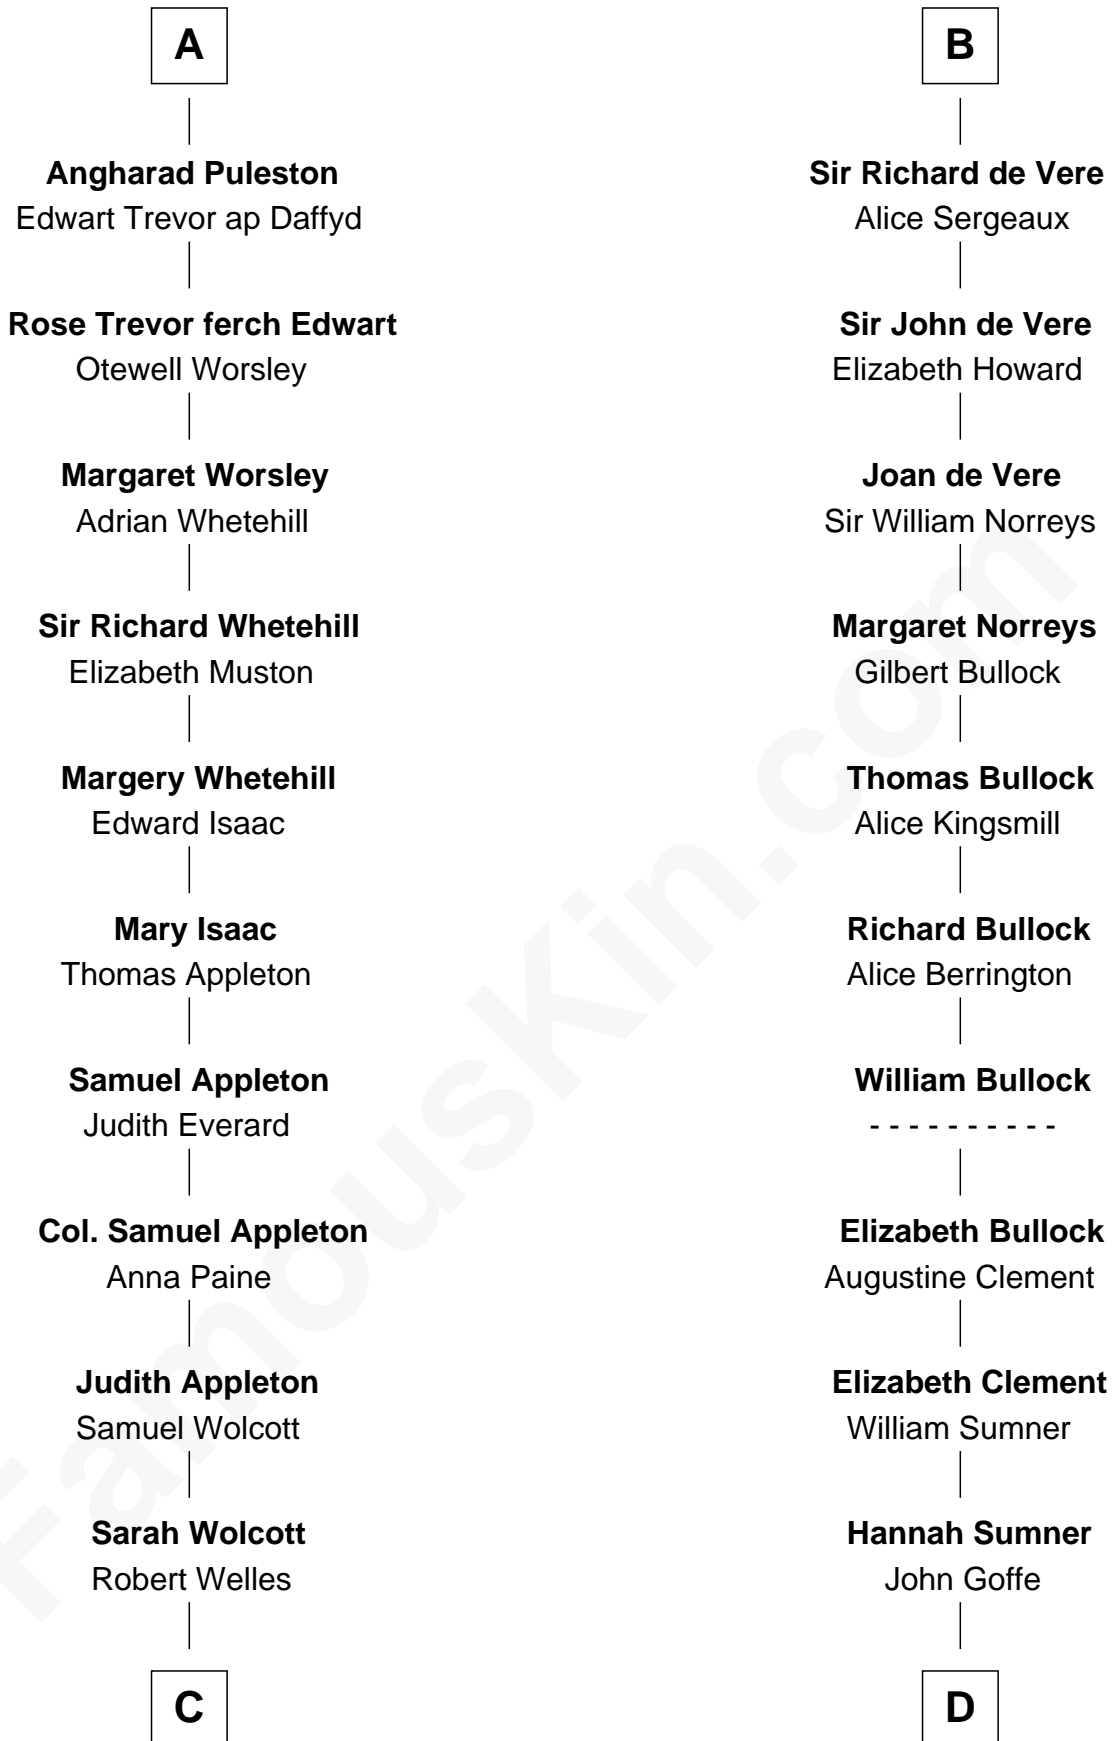 A
Angharad Puleston
Edwart Trevor ap Daffyd
Rose Trevor ferch Edwart
Otewell Worsley
Margaret Worsley
Adrian Whetehill
Sir Richard Whetehill
Elizabeth Muston
Margery Whetehill
Edward Isaac
Mary Isaac
Thomas Appleton
Samuel Appleton
Judith Everard
Col. Samuel Appleton
Anna Paine
Judith Appleton
Samuel Wolcott
Sarah Wolcott
Robert Welles
C
B
Sir Richard de Vere
Alice Sergeaux
Sir John de Vere
Elizabeth Howard
Joan de Vere
Sir William Norreys
Margaret Norreys
Gilbert Bullock
Thomas Bullock
Alice Kingsmill
Richard Bullock
Alice Berrington
William Bullock
- - - - - - - - - -
Elizabeth Bullock
Augustine Clement
Elizabeth Clement
William Sumner
Hannah Sumner
John Goffe
D
FamousKin.com